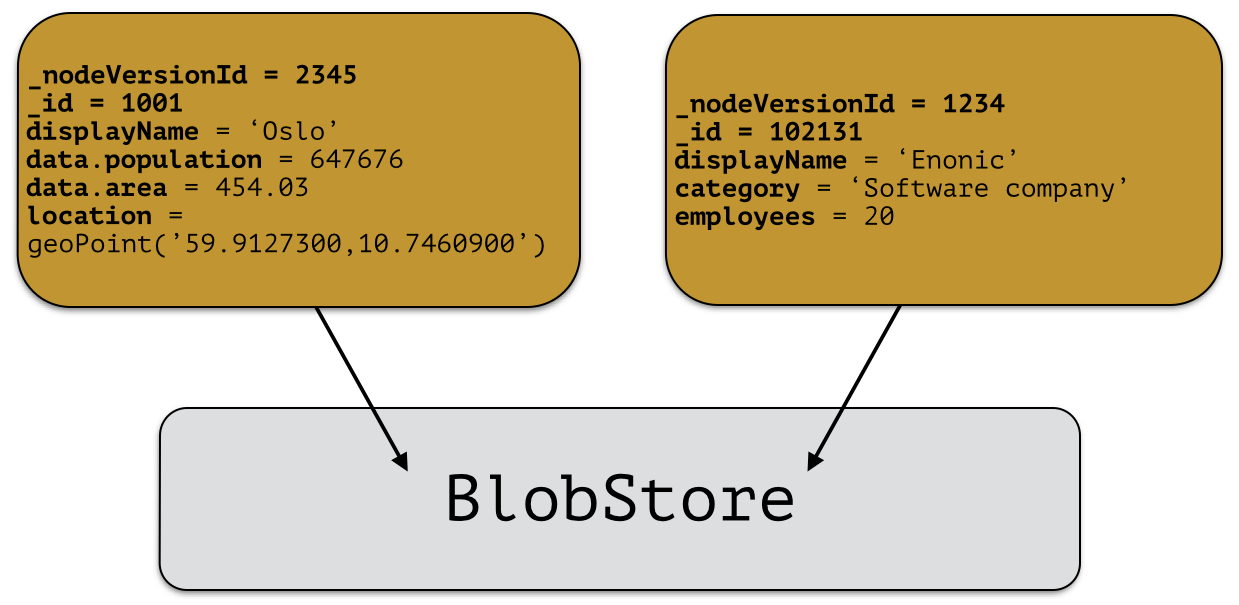 _nodeVersionId = 2345
_id = 1001
displayName = ‘Oslo’
data.population = 647676
data.area = 454.03
location =
geoPoint(’59.9127300,10.7460900’)
_nodeVersionId = 1234
_id = 102131
displayName = ‘Enonic’
category = ‘Software company’
employees = 20
BlobStore